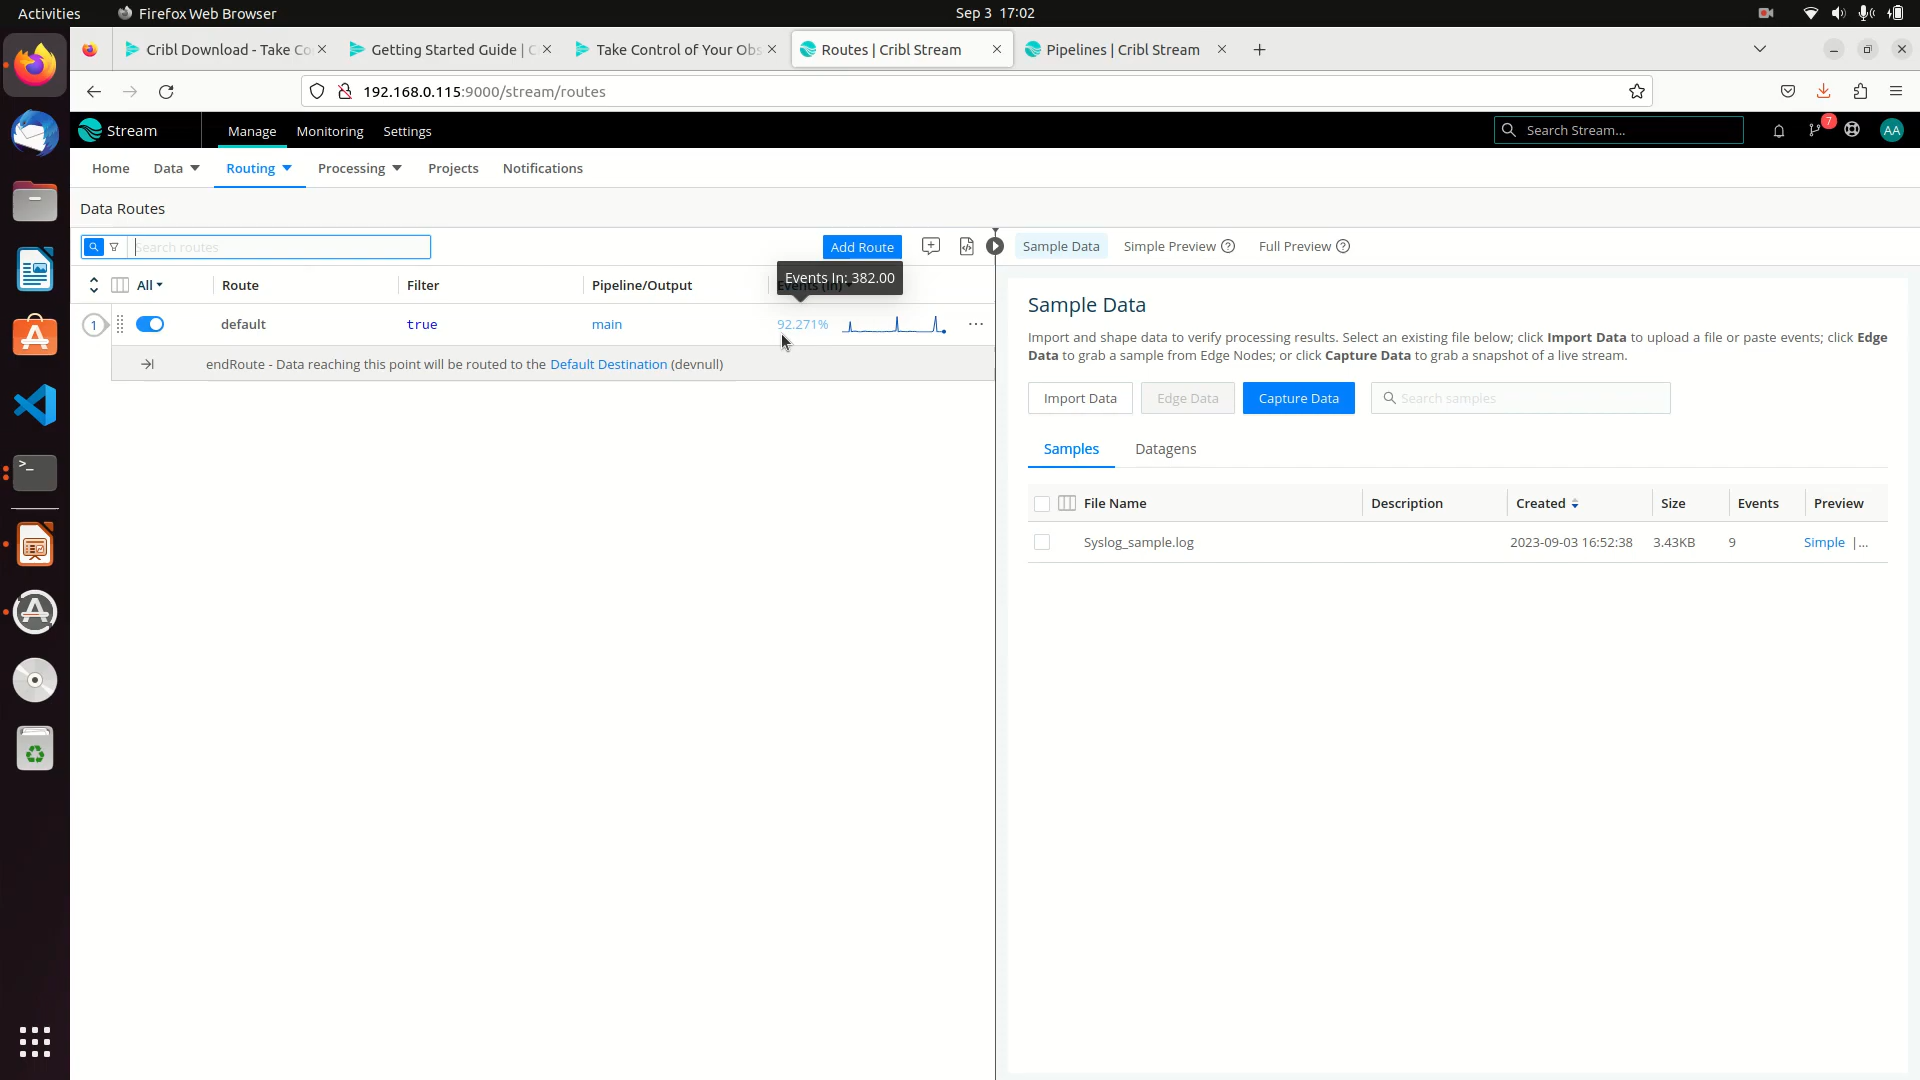 Activities
Firefox Web Browser
Sep 3 17:02
Cribl Download - Take Co
Getting Started Guide | C
Take Control of Your Obs
Routes | Cribl Stream
Pipelines | Cribl Stream
192.168.0.115:9000/stream/routes
Stream
Manage
Monitoring
Settings
Search Stream...
7
AA
Home
Data
Routing
Processing
Projects
Notifications
Data Routes
Search routes
Add Route
Sample Data
Simple Preview
Full Preview
Events In: 382.00
All
Route
Filter
Pipeline/Output
1
default
true
main
92.271%
endRoute - Data reaching this point will be routed to the Default Destination (devnull)
Sample Data
Import and shape data to verify processing results. Select an existing file below; click Import Data to upload a file or paste events; click Edge
Data to grab a sample from Edge Nodes; or click Capture Data to grab a snapshot of a live stream.
Import Data
Edge Data
Capture Data
Search samples
Samples
Datagens
File Name
Description
Created
Size
Events
Preview
Syslog_sample.log
2023-09-03 16:52:38
3.43KB
9
Simple |...